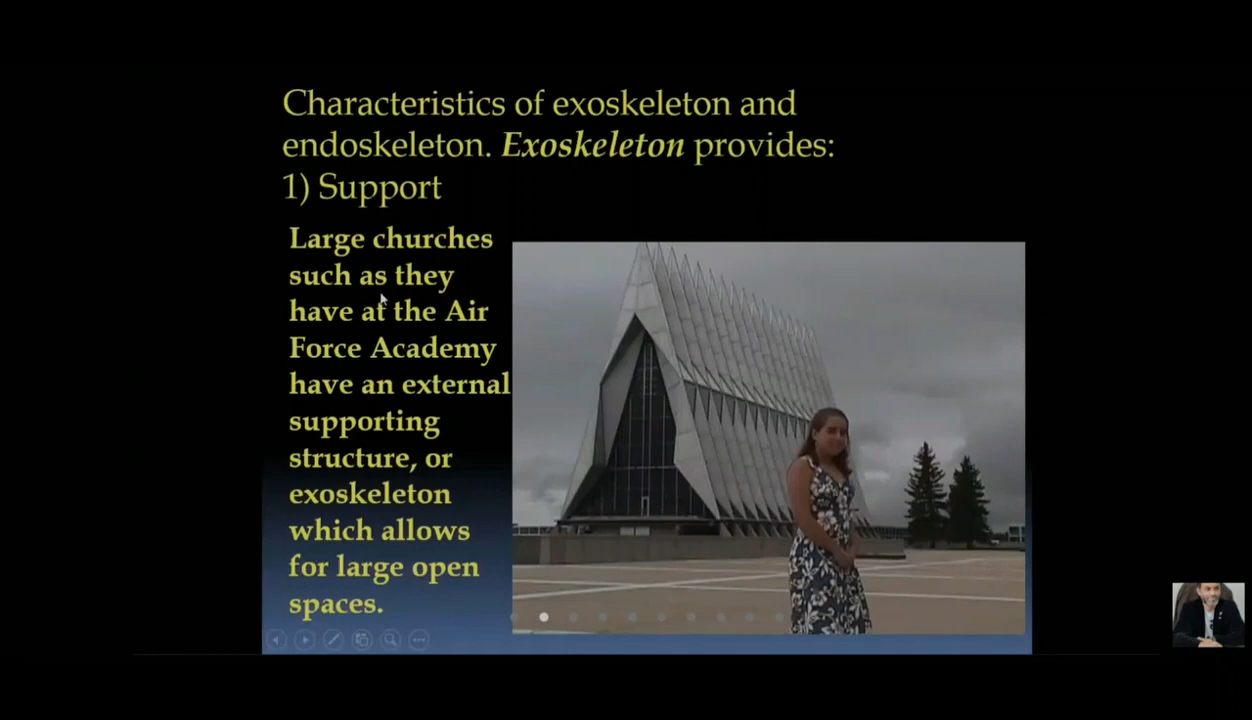 Characteristics of exoskeleton and
endoskeleton. Exoskeleton provides:
1) Support
Large churches
such as they
have at the Air
Force Academy
have an external
supporting
structure, or
exoskeleton
which allows
for large open
spaces.